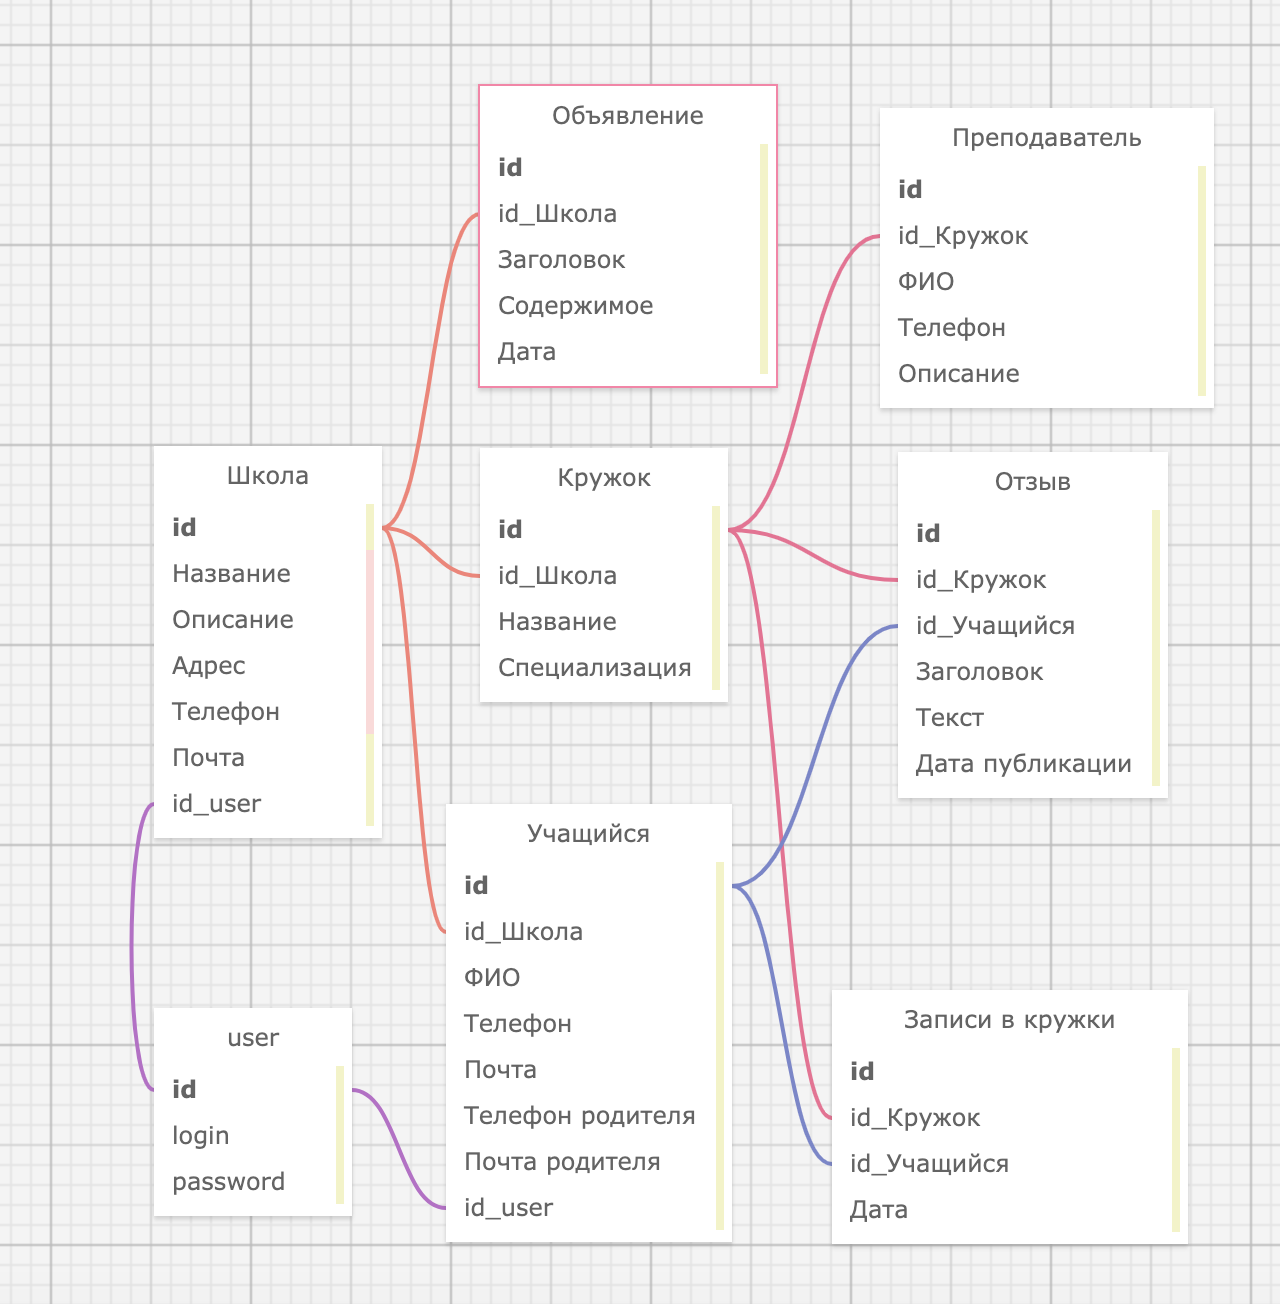 Объявление
id
id_Школа
Заголовок
Содержимое
Дата
Преподаватель
id
id_Кружок
ФИО
Телефон
Описание
Школа
id
Название
Описание
Адрес
Телефон
Почта
id_user
Кружок
id
id_Школа
Название
Специализация
Отзыв
id
id_Кружок
id_Учащийся
Заголовок
Текст
Дата публикации
Учащийся
id
id_Школа
ФИО
Телефон
Почта
Телефон родителя
Почта родителя
id_user
user
id
login
password
Записи в кружки
id
id_Кружок
id_Учащийся
Дата